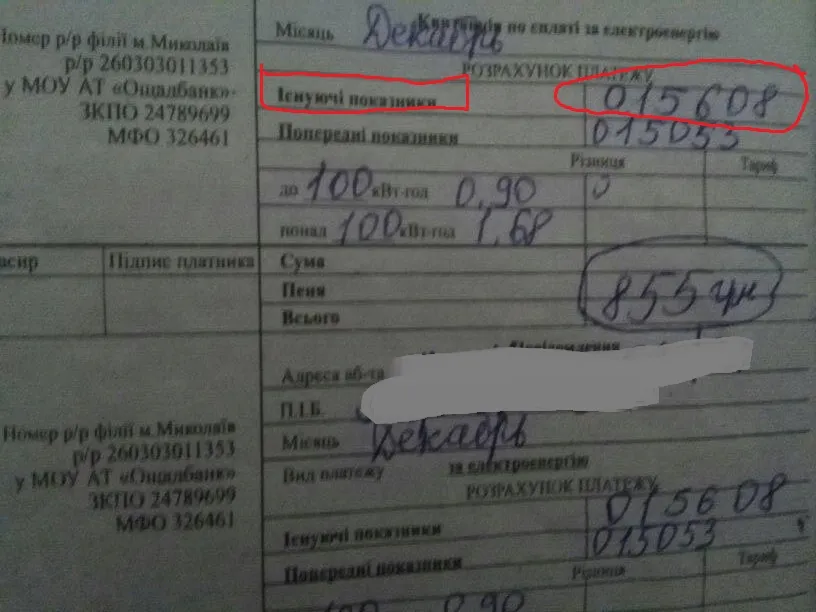 Номер р/р філії м Миколаїв
р/р 260303011353
у МОУ АТ «Ощадбанк»
ЗКПО 24789699
МФО 326461
Касир
Підпис платника
Квитанція по сплаті за електроенергію
Місяць Декабрь
РОЗРАХУНОК ПЛАТЕЖУ
Існуючі показники 015608
Попередні показники 015053
Різниця Тариф
до 100 кВт-год 0,90
понад 100 кВт-год 1,68
Сума
Пеня 855 грн
Всього
Номер р/р філії м Миколаїв
р/р 260303011353
у МОУ АТ «Ощадбанк»
ЗКПО 24789699
МФО 326461
Адреса аб-та
П.І.Б.
Місяць Декабрь
Вид платежу за електроенергію
РОЗРАХУНОК ПЛАТЕЖУ
Існуючі показники 015608
Попередні показники 015053
Різниця Тариф
100 0,90